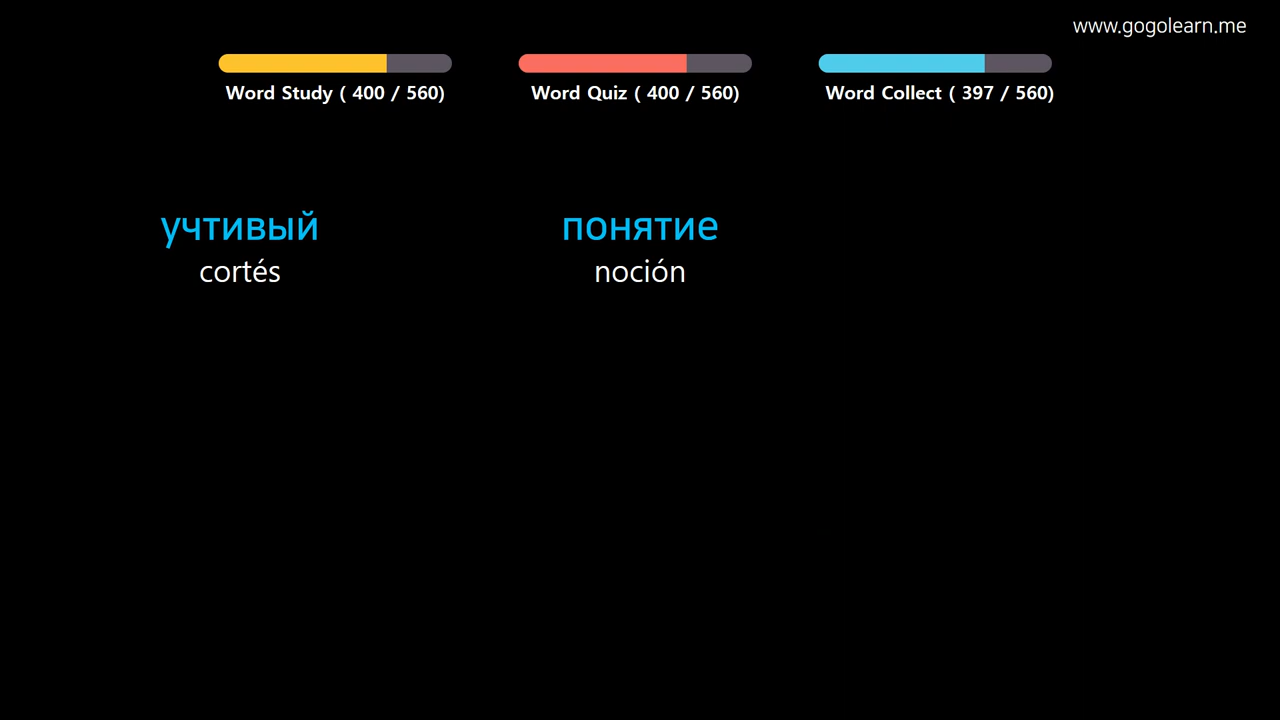 www.gogolearn.me
Word Study ( 400 / 560)
Word Quiz ( 400 / 560)
Word Collect ( 397 / 560)
учтивый
cortés
понятие
noción